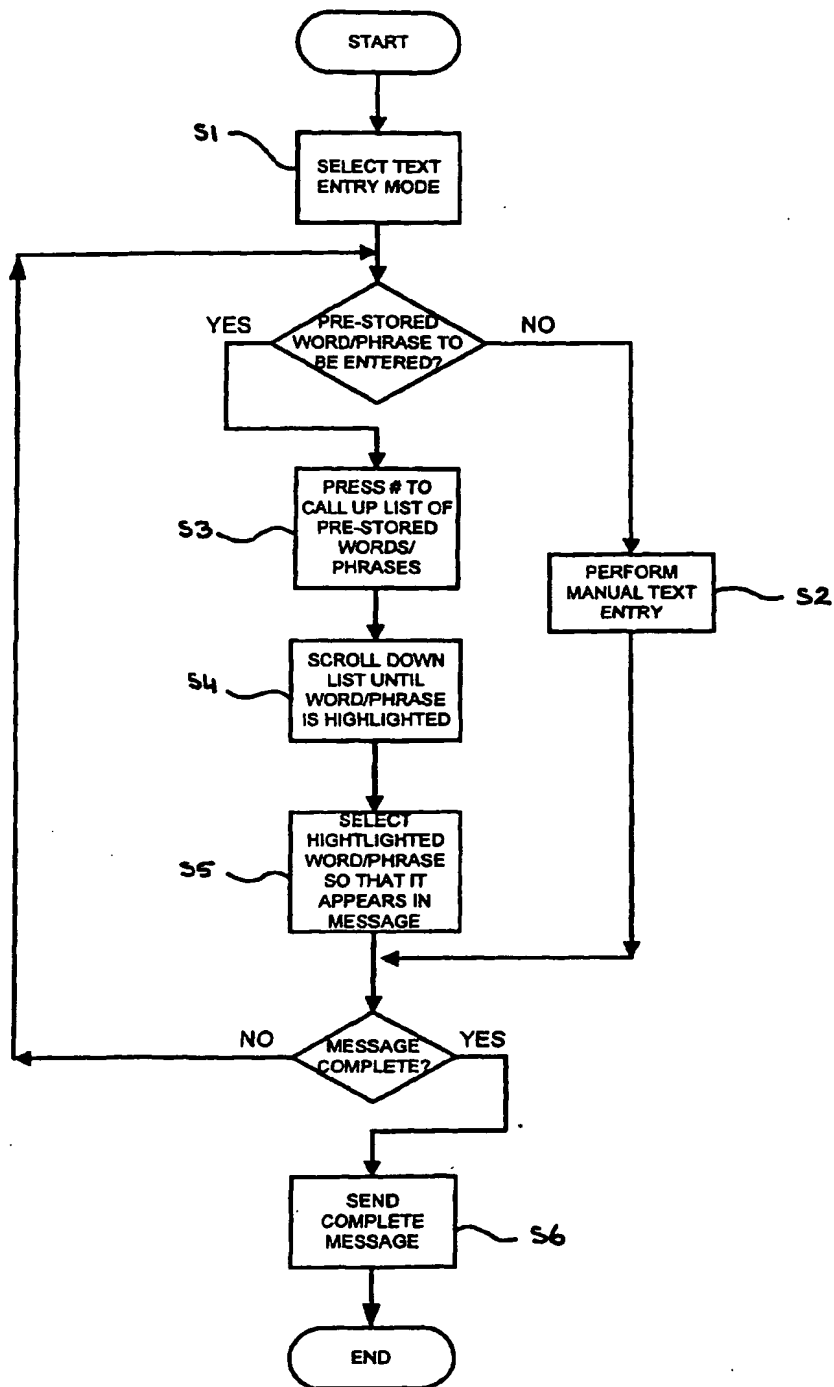 START
S1
SELECT TEXT
ENTRY MODE
YES
PRE-STORED
WORD/PHRASE TO
BE ENTERED?
NO
S3
PRESS # TO
CALL UP LIST OF
PRE-STORED
WORDS/
PHRASES
PERFORM
MANUAL TEXT
ENTRY
S2
S4
SCROLL DOWN
LIST UNTIL
WORD/PHRASE
IS HIGHLIGHTED
S5
SELECT
HIGHTLIGHTED
WORD/PHRASE
SO THAT IT
APPEARS IN
MESSAGE
NO
MESSAGE
COMPLETE?
YES
SEND
COMPLETE
MESSAGE
S6
END